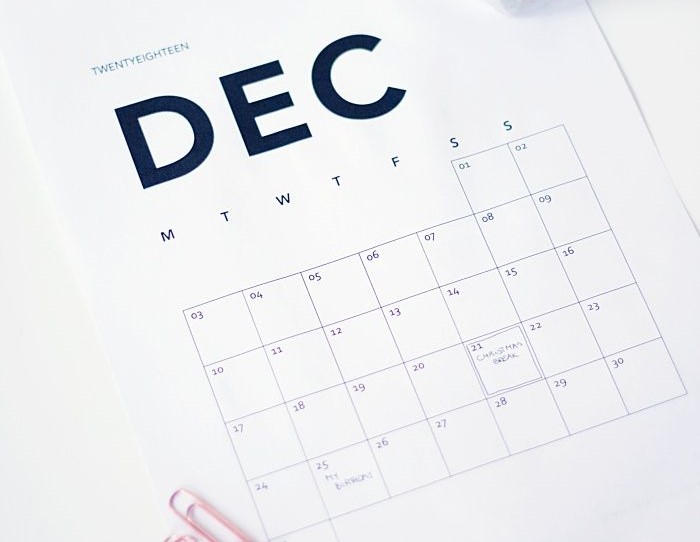 TWENTYEIGHTEEN
DEC
M T W T F S S
01 02
03 04 05 06 07 08 09
10 11 12 13 14 15 16
17 18 19 20 21 22 23
CHRISTMAS
BREAK
24 25 26 27 28 29 30
MY
BIRTHDAY